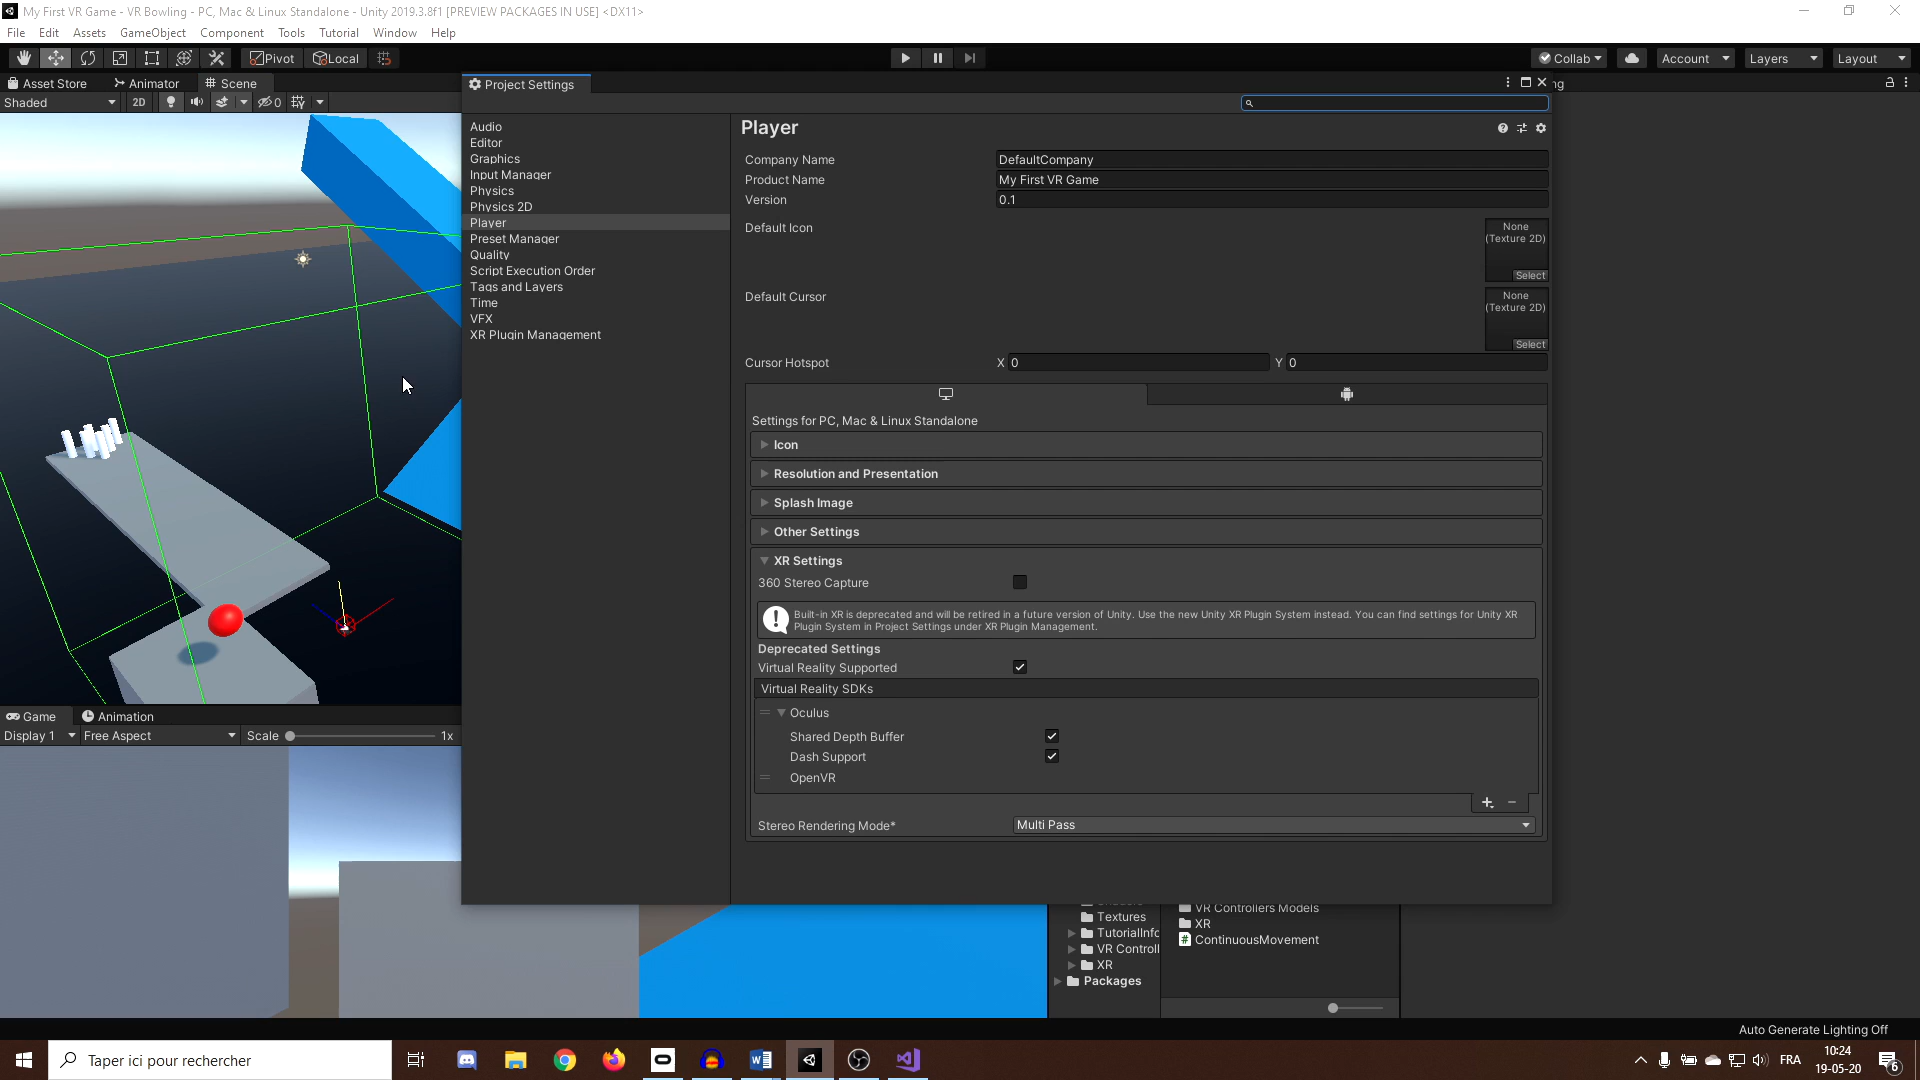 My First VR Game - VR Bowling - PC, Mac & Linux Standalone - Unity 2019.3.8f1 [PREVIEW PACKAGES IN USE] <DX11>
File Edit Assets GameObject Component Tools Tutorial Window Help
Pivot Local Collab Account Layers Layout
Asset Store Animator Scene
Project Settings
ng
Shaded 2D 0
Audio
Editor
Graphics
Input Manager
Physics
Physics 2D
Player
Preset Manager
Quality
Script Execution Order
Tags and Layers
Time
VFX
XR Plugin Management
Player
Company Name DefaultCompany
Product Name My First VR Game
Version 0.1
Default Icon
None
(Texture 2D)
Select
Default Cursor
None
(Texture 2D)
Select
Cursor Hotspot X 0 Y 0
Settings for PC, Mac & Linux Standalone
Icon
Resolution and Presentation
Splash Image
Other Settings
XR Settings
360 Stereo Capture
Built-in XR is deprecated and will be retired in a future version of Unity. Use the new Unity XR Plugin System instead. You can find settings for Unity XR
Plugin System in Project Settings under XR Plugin Management.
Deprecated Settings
Virtual Reality Supported
Virtual Reality SDKs
Oculus
Shared Depth Buffer
Dash Support
OpenVR
Stereo Rendering Mode* Multi Pass
Game Animation
Display 1 Free Aspect Scale 1x
Textures
TutorialInfo
VR Controll
XR
Packages
VR Controllers Models
XR
ContinuousMovement
Auto Generate Lighting Off
Taper ici pour rechercher
FRA
10:24
19-05-20
6